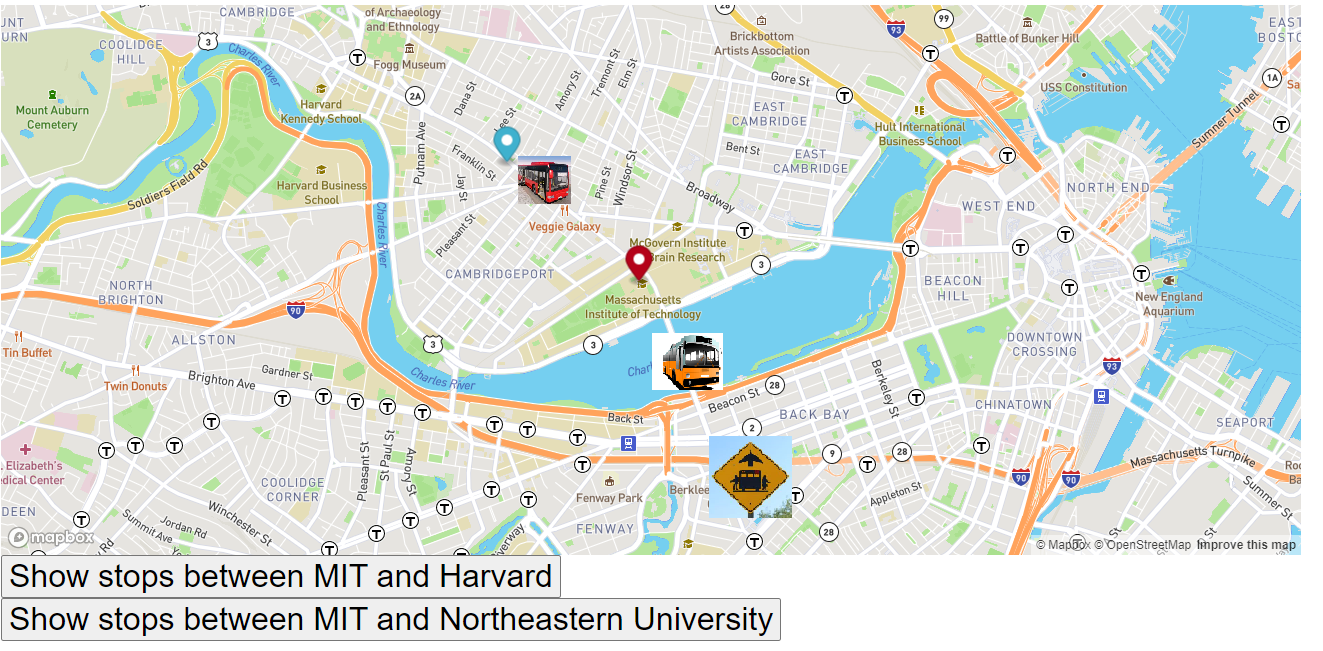 CAMBRIDGE
of Archaeology
and Ethnology
28
99
EAST
BOSTO
UNT
URN
COOLIDGE
HILL
3
Charles River
T
Fogg Museum
Brickbottom
Artists Association
93
T
Battle of Bunker Hill
Mount Auburn
Cemetery
Harvard
Kennedy School
2A
Dana St
Lee St
Amory St
Tremont St
Elm St
Gore St
T
USS Constitution
1A
Sa
EAST
CAMBRIDGE
Hult International
Business School
Sumner Tunnel
T
Putnam Ave
Franklin St
Bent St
EAST
CAMBRIDGE
T
Soldiers Field Rd
Harvard Business
School
Jay St
Pine St
Windsor St
Broadway
NORTH END
WEST END
Charles River
Pleasant St
Veggie Galaxy
McGovern Institute
Brain Research
T
T
T
T
CAMBRIDGEPORT
3
BEACON
HILL
T
T
NORTH
BRIGHTON
90
Massachusetts
Institute of Technology
New England
Aquarium
ALLSTON
3
3
DOWNTOWN
CROSSING
93
Tin Buffet
Twin Donuts
Brighton Ave
Gardner St
Charles River
Char
28
Beacon St
Berkeley St
T
CHINATOWN
T
T
T
T
T
Back St
BACK BAY
SEAPORT
T
T
T
T
T
T
T
2
9
28
T
T
T
Massachusetts Turnpike
. Elizabeth's
edical Center
Pleasant St
St Paul St
Amory St
90
90
Ro
Ba
COOLIDGE
CORNER
T
T
Fenway Park
Berklee
T
Appleton St
Summer St
DEEN
T
Winchester St
Jordan Rd
Summit Ave
T
T
T
FENWAY
28
T
T
verway
mapbox
© Mapbox © OpenStreetMap Improve this map
Show stops between MIT and Harvard
Show stops between MIT and Northeastern University